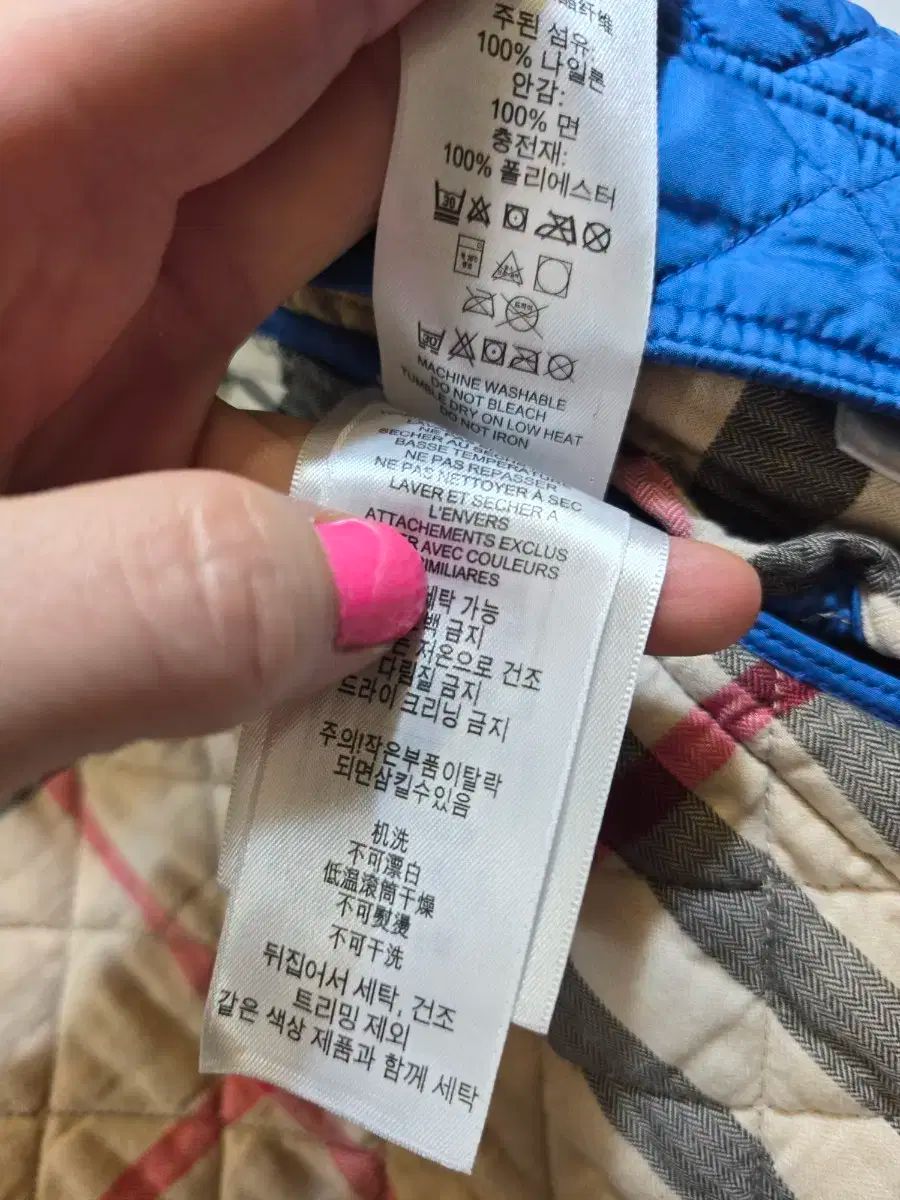 주된 섬유:
100% 나일론
안감:
100% 면
충전재:
100% 폴리에스터
30
30
MACHINE WASHABLE
DO NOT BLEACH
TUMBLE DRY ON LOW HEAT
DO NOT IRON
BASSE TEMPERATURE
NE PAS REPASSER
NE PAS NETTOYER A SEC
LAVER ET SECHER A
L'ENVERS
ATTACHEMENTS EXCLUS
AVEC COULEURS
가능
금지
저온으로 건조
다림질 금지
드라이 크리닝 금지
주의!작은부품이탈락
되면삼킬수있음
机洗
不可漂白
低温滚筒干燥
不可熨烫
不可干洗
뒤집어서 세탁, 건조
트리밍 제외
같은 색상 제품과 함께 세탁